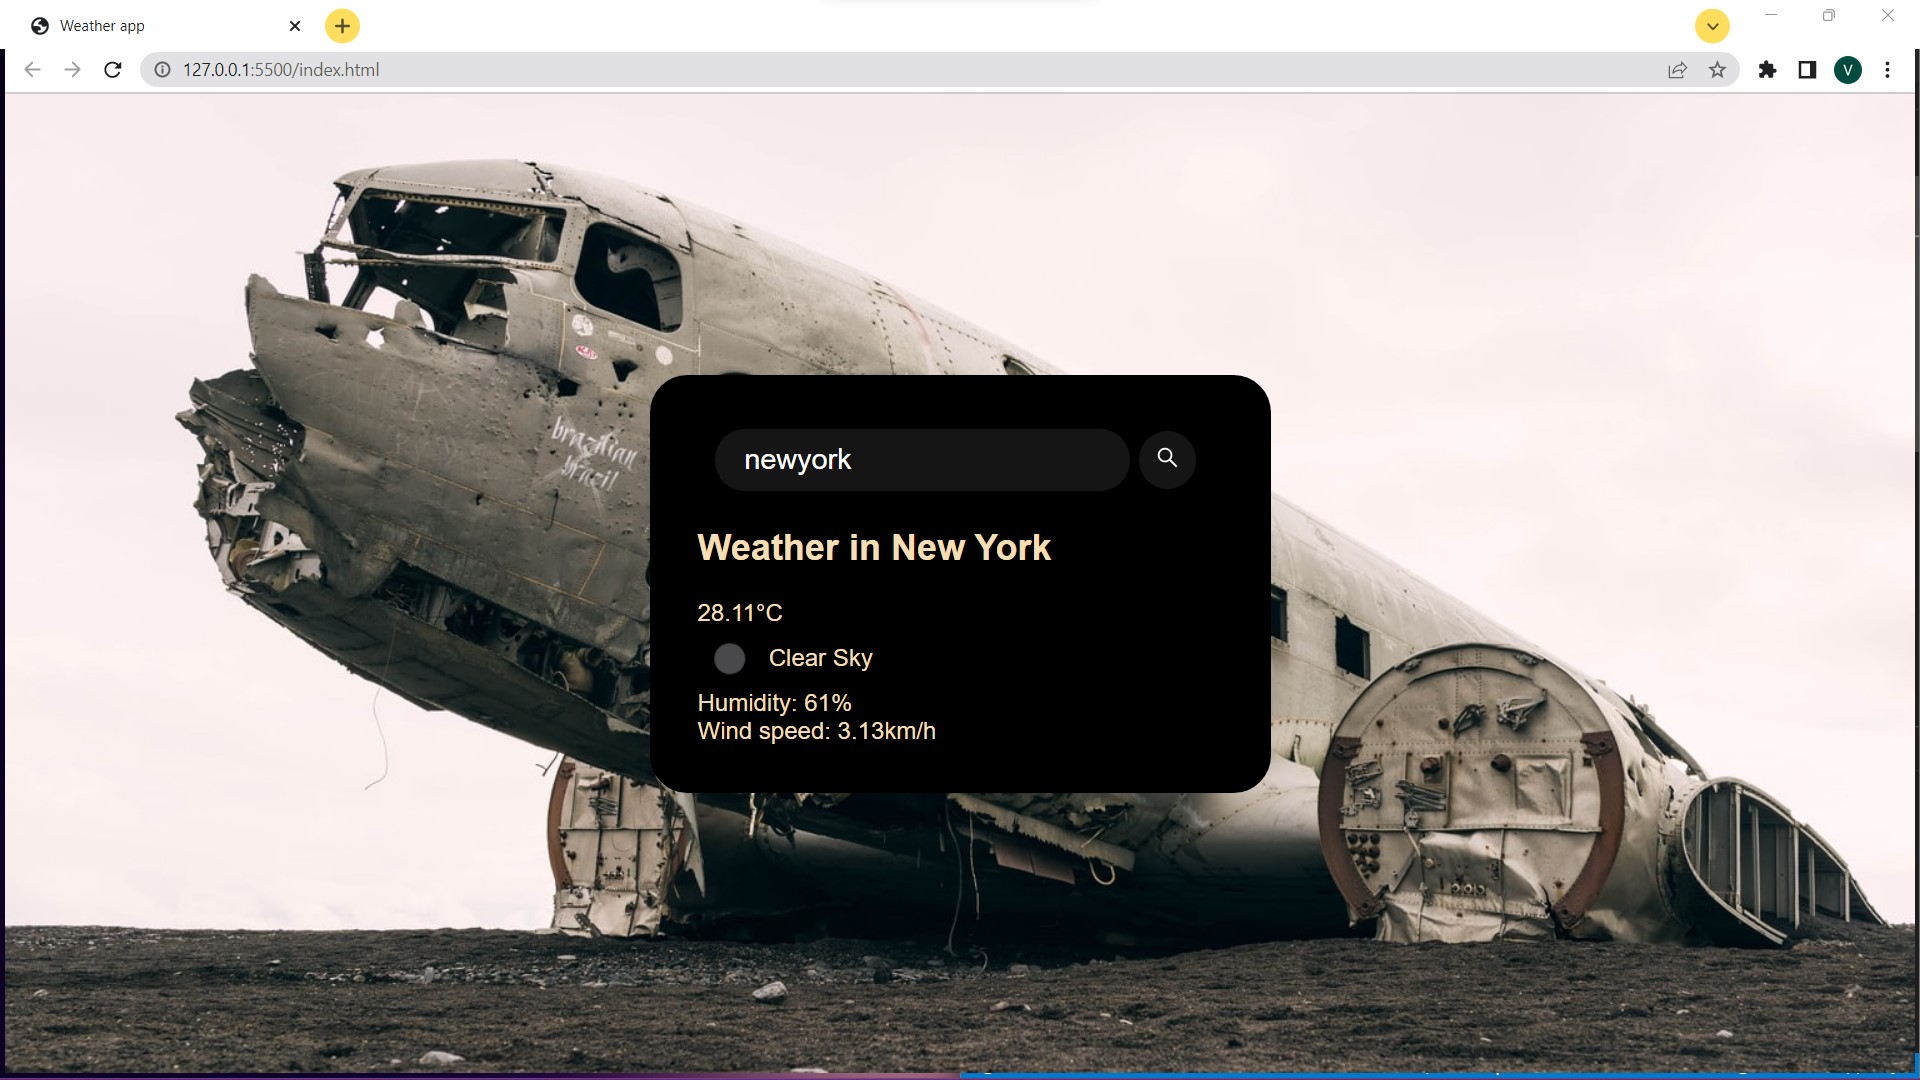 Weather app
127.0.0.1:5500/index.html
V
brazilian
brazil
newyork
Weather in New York
28.11°C
Clear Sky
Humidity: 61%
Wind speed: 3.13km/h